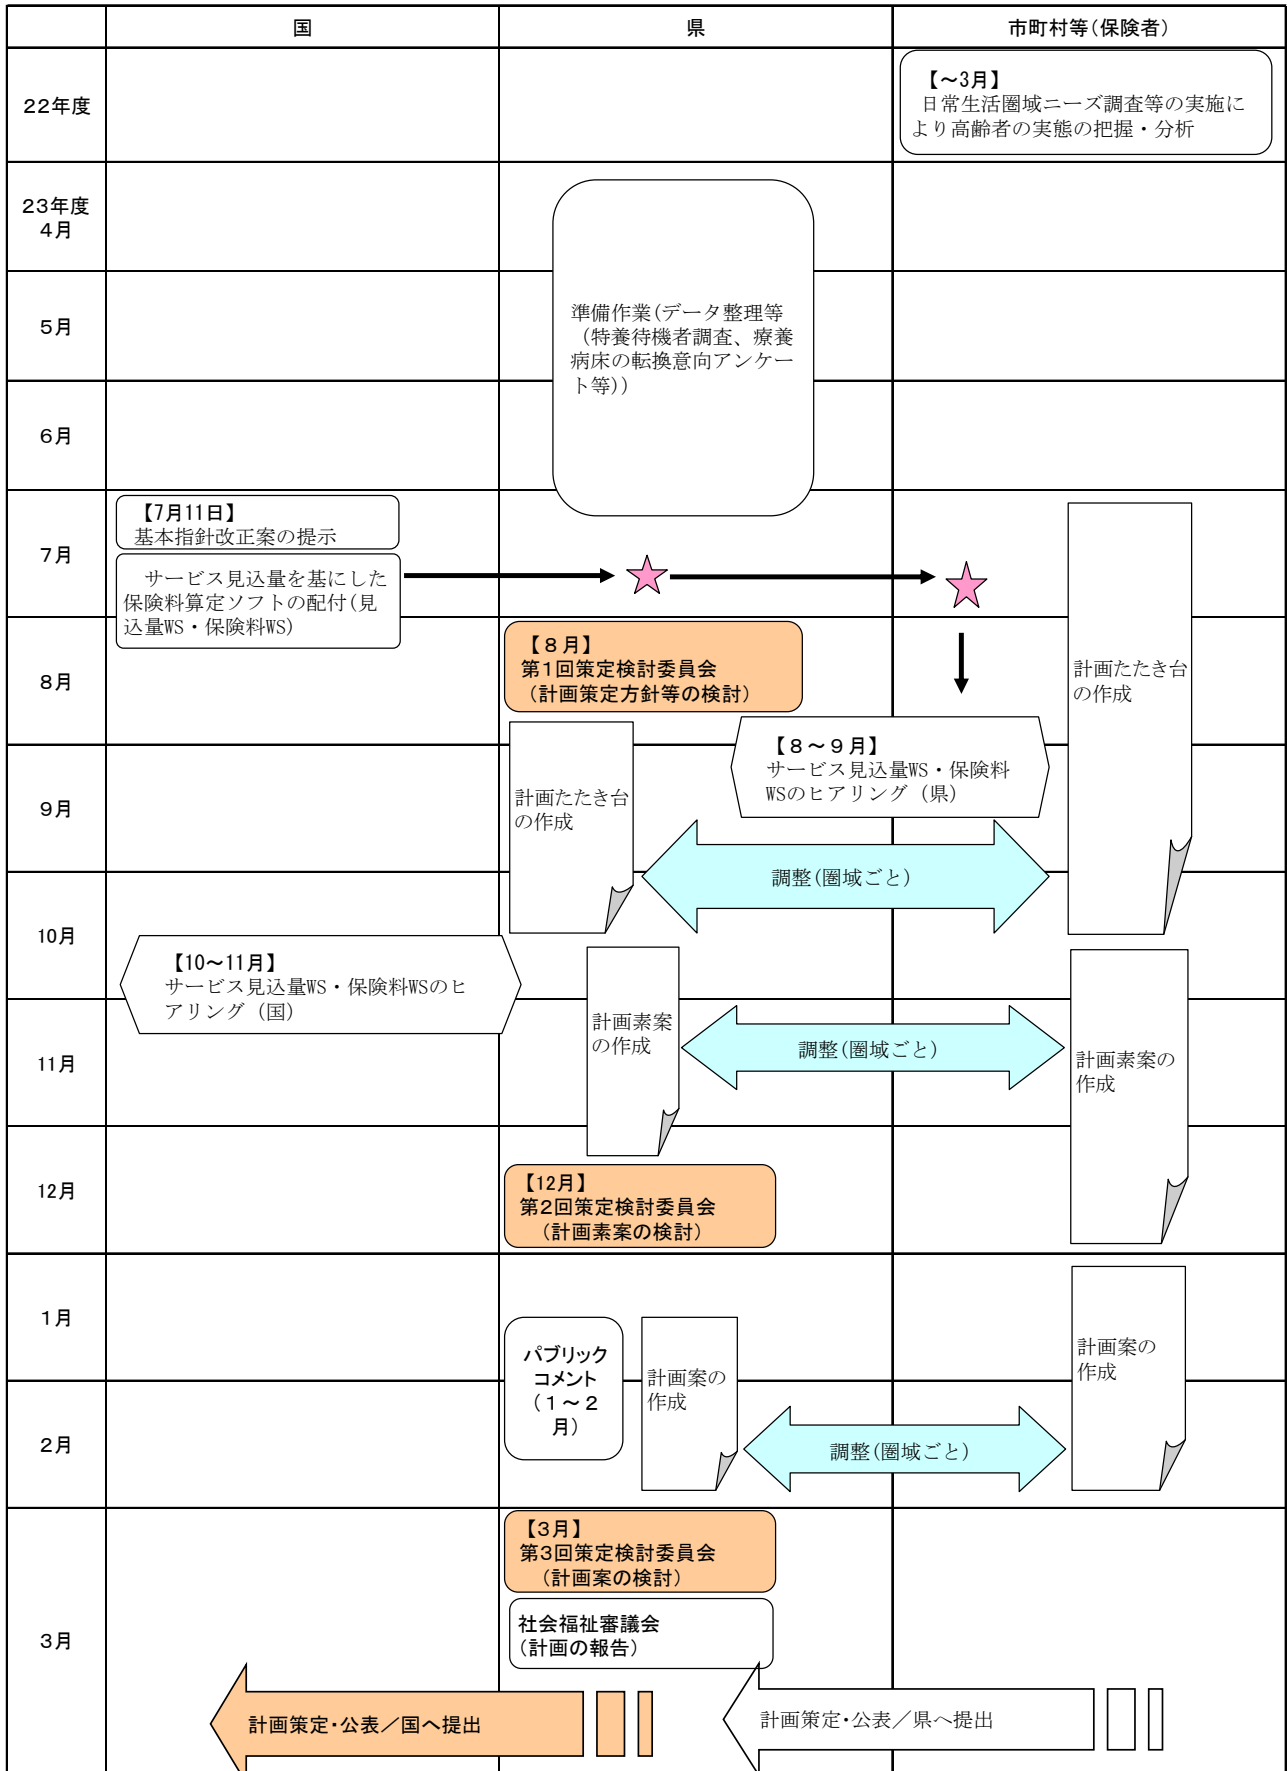 国
県
市町村等(保険者)
22年度
【～3月】
日常生活圏域ニーズ調査等の実施に
より高齢者の実態の把握・分析
23年度
4月
5月
準備作業(データ整理等
(特養待機者調査、療養
病床の転換意向アンケー
ト等))
6月
7月
【7月11日】
基本指針改正案の提示
サービス見込量を基にした
保険料算定ソフトの配付(見
込量WS・保険料WS)
8月
【８月】
第1回策定検討委員会
(計画策定方針等の検討)
計画たたき台
の作成
【８～９月】
サービス見込量WS・保険料
WSのヒアリング (県)
9月
計画たたき台
の作成
調整(圏域ごと)
10月
【10～11月】
サービス見込量WS・保険料WSのヒ
アリング (国)
11月
計画素案
の作成
調整(圏域ごと)
計画素案の
作成
12月
【12月】
第2回策定検討委員会
(計画素案の検討)
1月
パブリック
コメント
(１～２
月)
計画案の
作成
計画案の
作成
2月
調整(圏域ごと)
3月
【3月】
第3回策定検討委員会
(計画案の検討)
社会福祉審議会
(計画の報告)
計画策定・公表／国へ提出
計画策定・公表／県へ提出